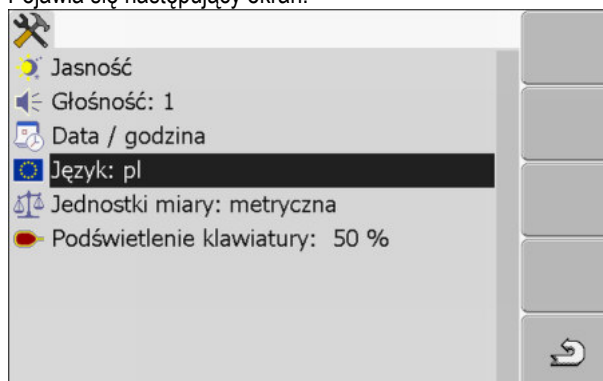 Pojawia się następujący ekran:
Jasność
Głośność: 1
Data / godzina
Język: pl
Jednostki miary: metryczna
Podświetlenie klawiatury: 50 %